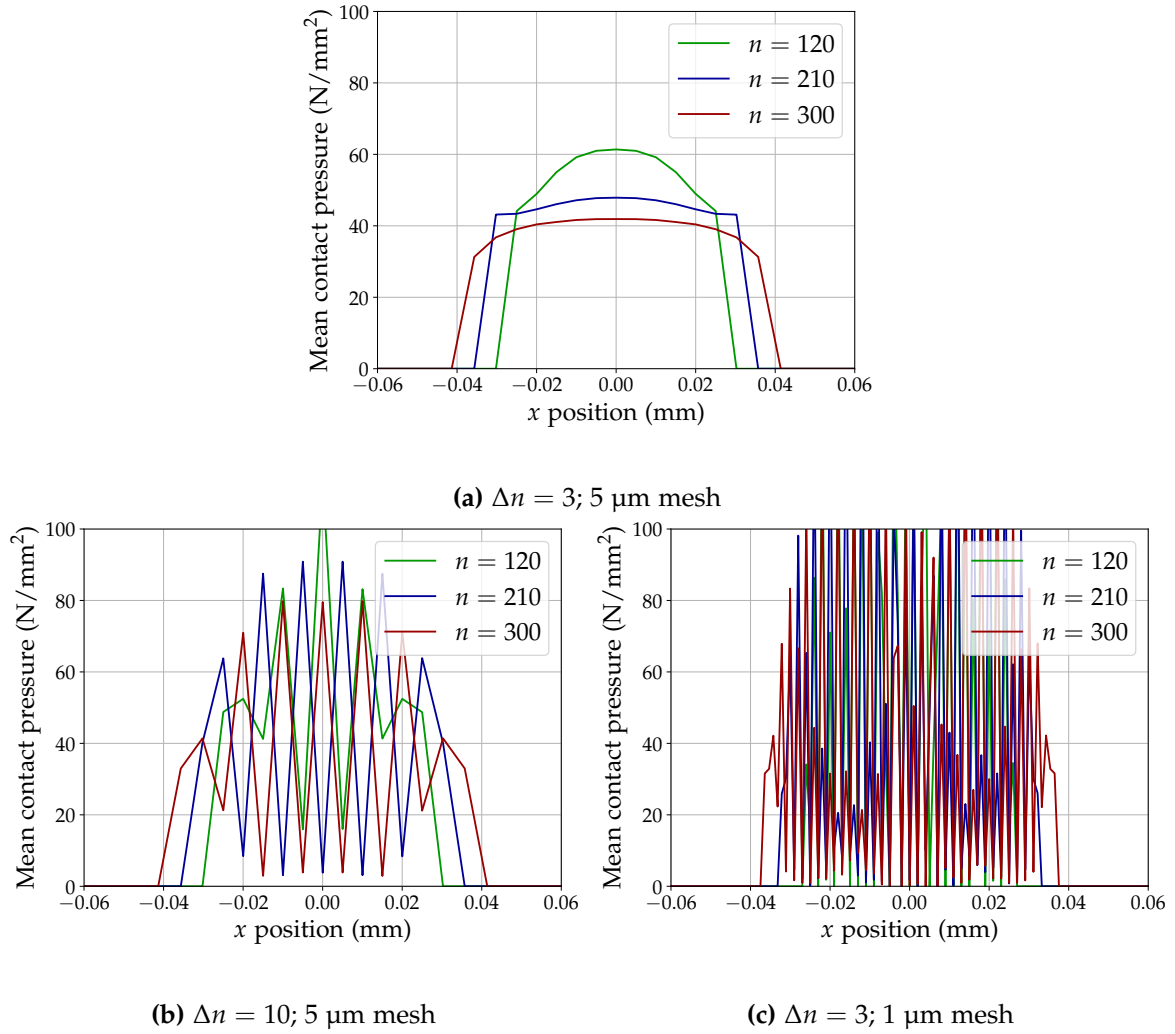 Mean contact pressure (N/mm²)
100
80
60
40
20
0
n = 120
n = 210
n = 300
−0.06 −0.04 −0.02 0.00 0.02 0.04 0.06
x position (mm)
(a) Δn = 3; 5 µm mesh
Mean contact pressure (N/mm²)
100
80
60
40
20
0
n = 120
n = 210
n = 300
−0.06 −0.04 −0.02 0.00 0.02 0.04 0.06
x position (mm)
(b) Δn = 10; 5 µm mesh
Mean contact pressure (N/mm²)
100
80
60
40
20
0
n = 120
n = 210
n = 300
−0.06 −0.04 −0.02 0.00 0.02 0.04 0.06
x position (mm)
(c) Δn = 3; 1 µm mesh